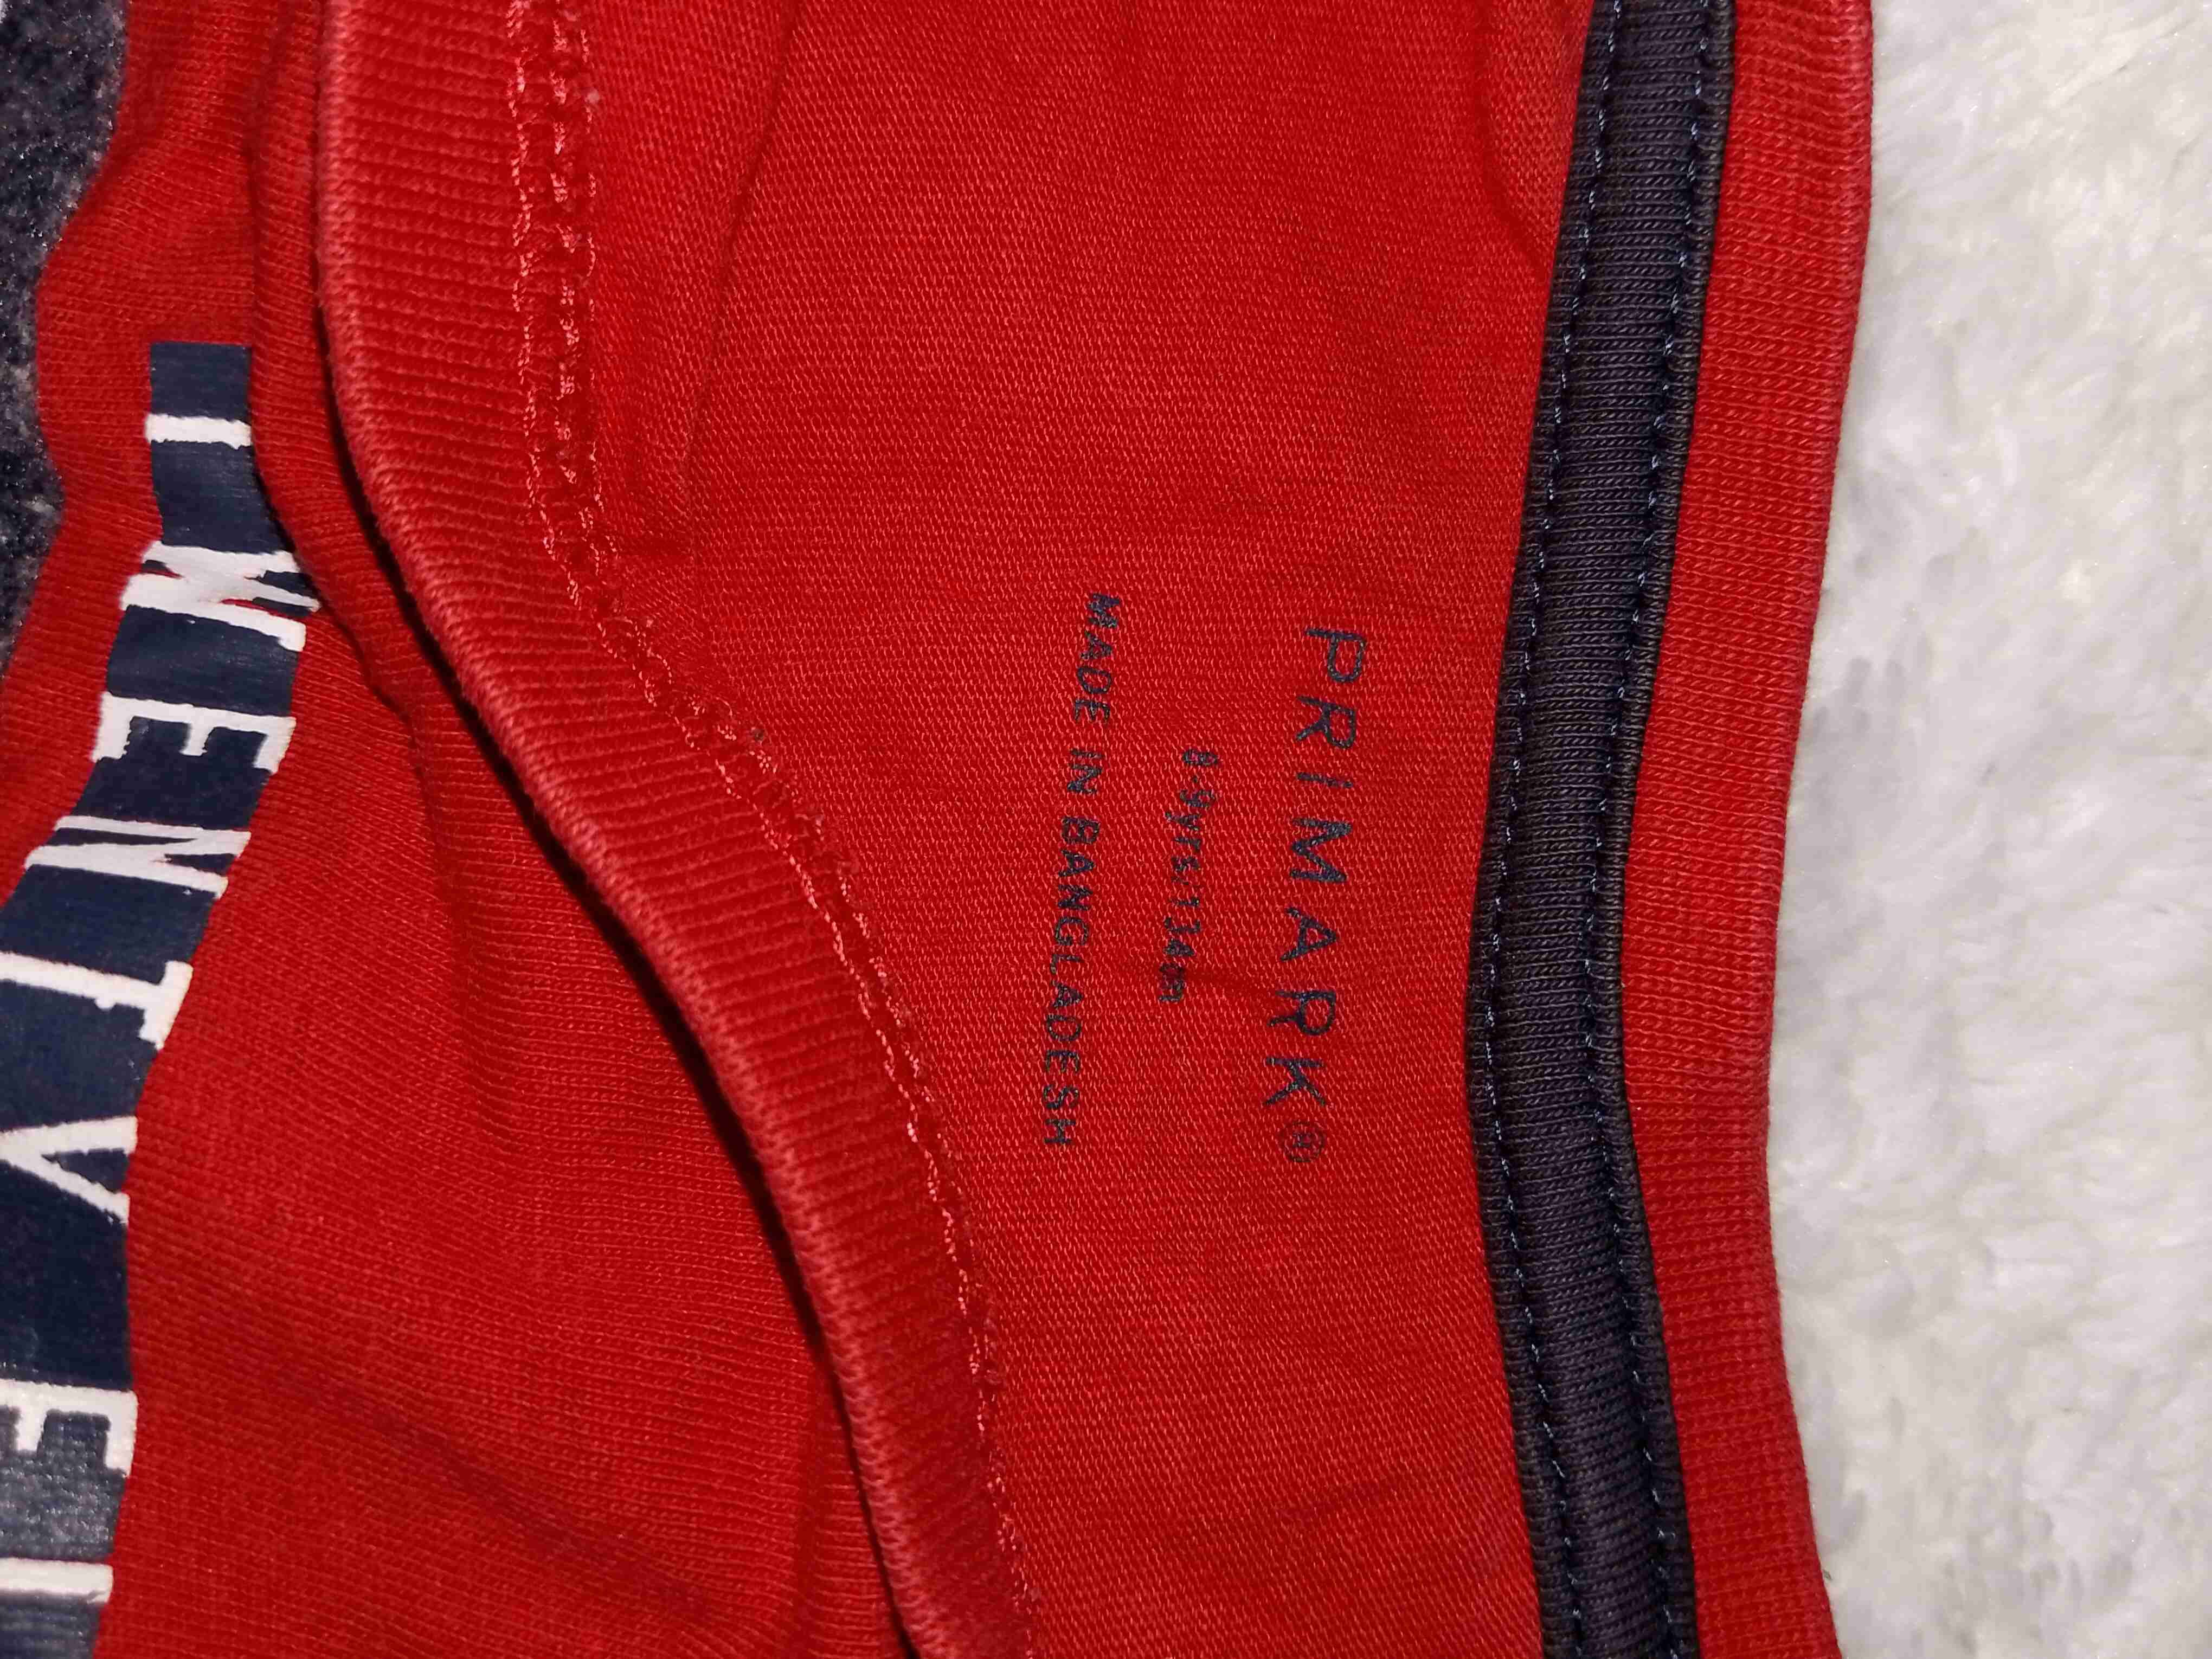 PRIMARK®
8-9yrs/134cm
MADE IN BANGLADESH